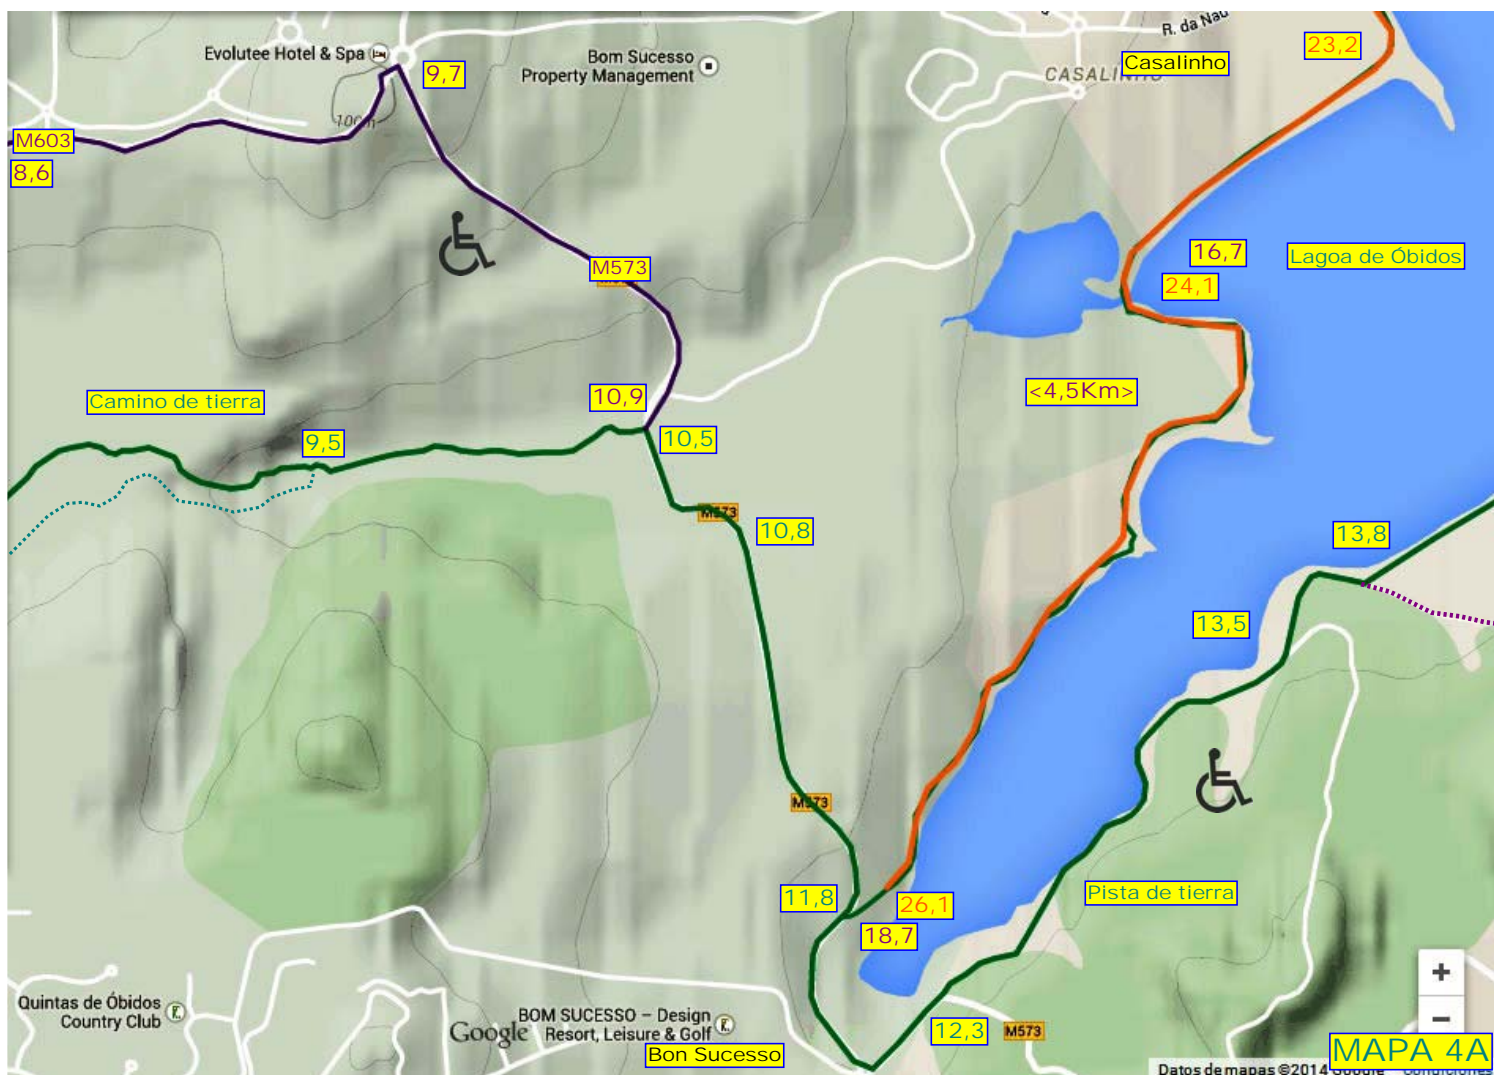 R. da Nau
23,2
Evolutee Hotel & Spa
Bom Sucesso
Property Management
Casalinho
CASALINHO
9,7
100m
M603
8,6
16,7
Lagoa de Óbidos
M573
24,1
10,9
<4,5Km>
Camino de tierra
9,5
10,5
M573
10,8
13,8
13,5
M573
11,8
26,1
Pista de tierra
18,7
Quintas de Óbidos
Country Club
Google
BOM SUCESSO – Design
Resort, Leisure & Golf
12,3
M573
+
−
Bon Sucesso
MAPA 4A
Datos de mapas ©2014 Google
Condiciones